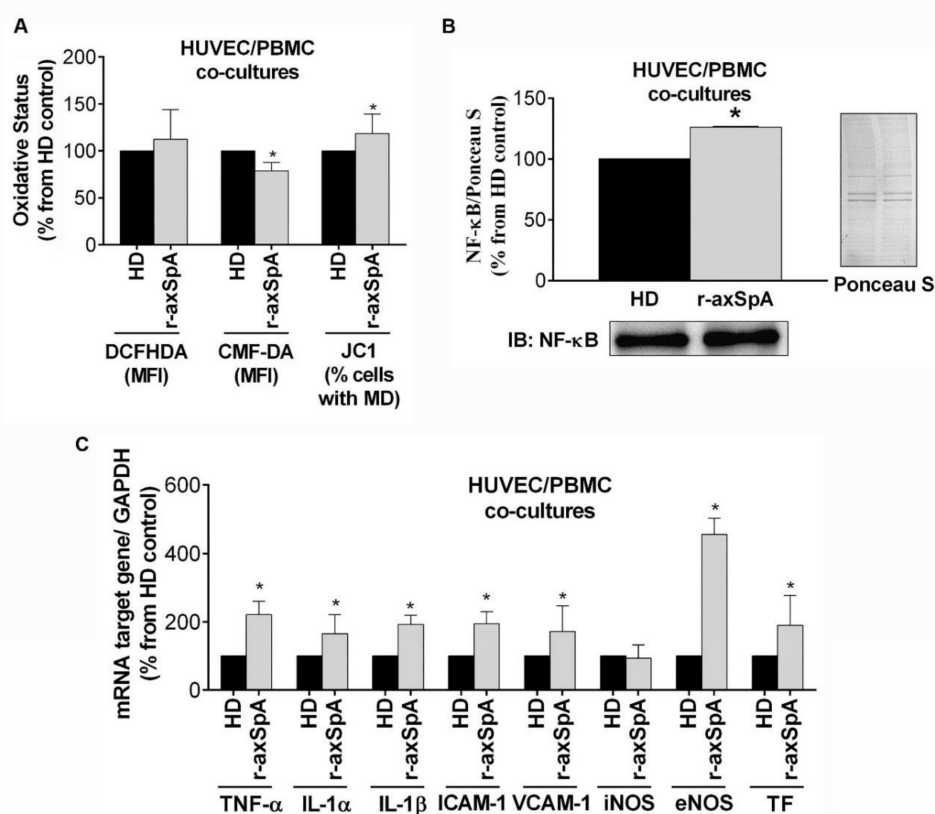 A
HUVEC/PBMC
co-cultures
Oxidative Status
(% from HD control)
200
150
100
50
0
HD
r-axSpA
HD
r-axSpA
HD
r-axSpA
*
*
DCFHDA
(MFI)
CMF-DA
(MFI)
JC1
(% cells
with MD)
B
HUVEC/PBMC
co-cultures
NF-κB/Ponceau S
(% from HD control)
150
100
50
0
*
HD r-axSpA
IB: NF-κB
Ponceau S
C
HUVEC/PBMC
co-cultures
mRNA target gene/ GAPDH
(% from HD control)
600
400
200
100
0
*
*
*
*
*
*
*
HD
r-axSpA
HD
r-axSpA
HD
r-axSpA
HD
r-axSpA
HD
r-axSpA
HD
r-axSpA
HD
r-axSpA
HD
r-axSpA
TNF-α IL-1α IL-1β ICAM-1 VCAM-1 iNOS eNOS TF